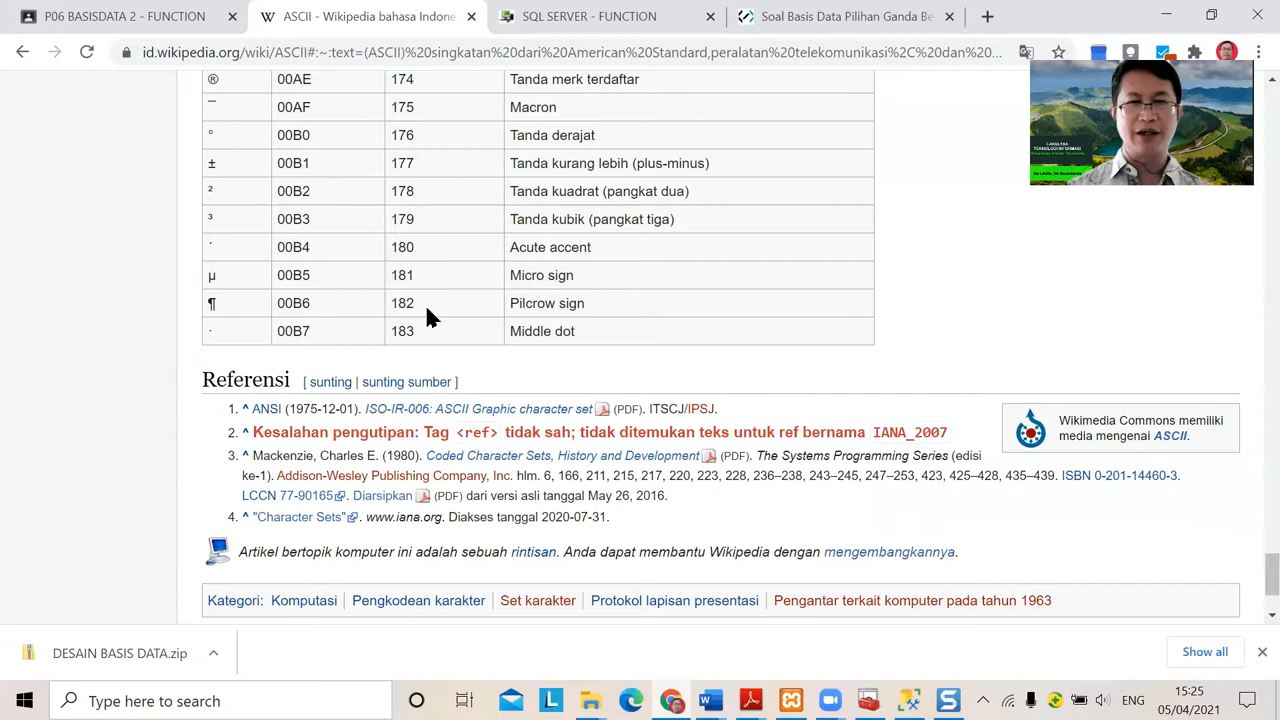 P06 BASISDATA 2 - FUNCTION
ASCII - Wikipedia bahasa Indone
SQL SERVER - FUNCTION
Soal Basis Data Pilihan Ganda Be
id.wikipedia.org/wiki/ASCII#:~:text=(ASCII)%20singkatan%20dari%20American%20Standard,peralatan%20telekomunikasi%2C%20dan%20...
® 00AE 174 Tanda merk terdaftar
¯ 00AF 175 Macron
° 00B0 176 Tanda derajat
± 00B1 177 Tanda kurang lebih (plus-minus)
² 00B2 178 Tanda kuadrat (pangkat dua)
³ 00B3 179 Tanda kubik (pangkat tiga)
´ 00B4 180 Acute accent
µ 00B5 181 Micro sign
¶ 00B6 182 Pilcrow sign
· 00B7 183 Middle dot
FAKULTAS
TEKNOLOGI INFORMASI
No Limits, No Boundaries
Referensi [ sunting | sunting sumber ]
1. ^ ANSI (1975-12-01). ISO-IR-006: ASCII Graphic character set (PDF). ITSCJ/IPSJ.
2. ^ Kesalahan pengutipan: Tag <ref> tidak sah; tidak ditemukan teks untuk ref bernama IANA_2007
3. ^ Mackenzie, Charles E. (1980). Coded Character Sets, History and Development (PDF). The Systems Programming Series (edisi
ke-1). Addison-Wesley Publishing Company, Inc. hlm. 6, 166, 211, 215, 217, 220, 223, 228, 236–238, 243–245, 247–253, 423, 425–428, 435–439. ISBN 0-201-14460-3.
LCCN 77-90165. Diarsipkan (PDF) dari versi asli tanggal May 26, 2016.
4. ^ "Character Sets". www.iana.org. Diakses tanggal 2020-07-31.
Wikimedia Commons memiliki
media mengenai ASCII.
Artikel bertopik komputer ini adalah sebuah rintisan. Anda dapat membantu Wikipedia dengan mengembangkannya.
Kategori: Komputasi | Pengkodean karakter | Set karakter | Protokol lapisan presentasi | Pengantar terkait komputer pada tahun 1963
DESAIN BASIS DATA.zip
Show all
Type here to search
ENG
15:25
05/04/2021